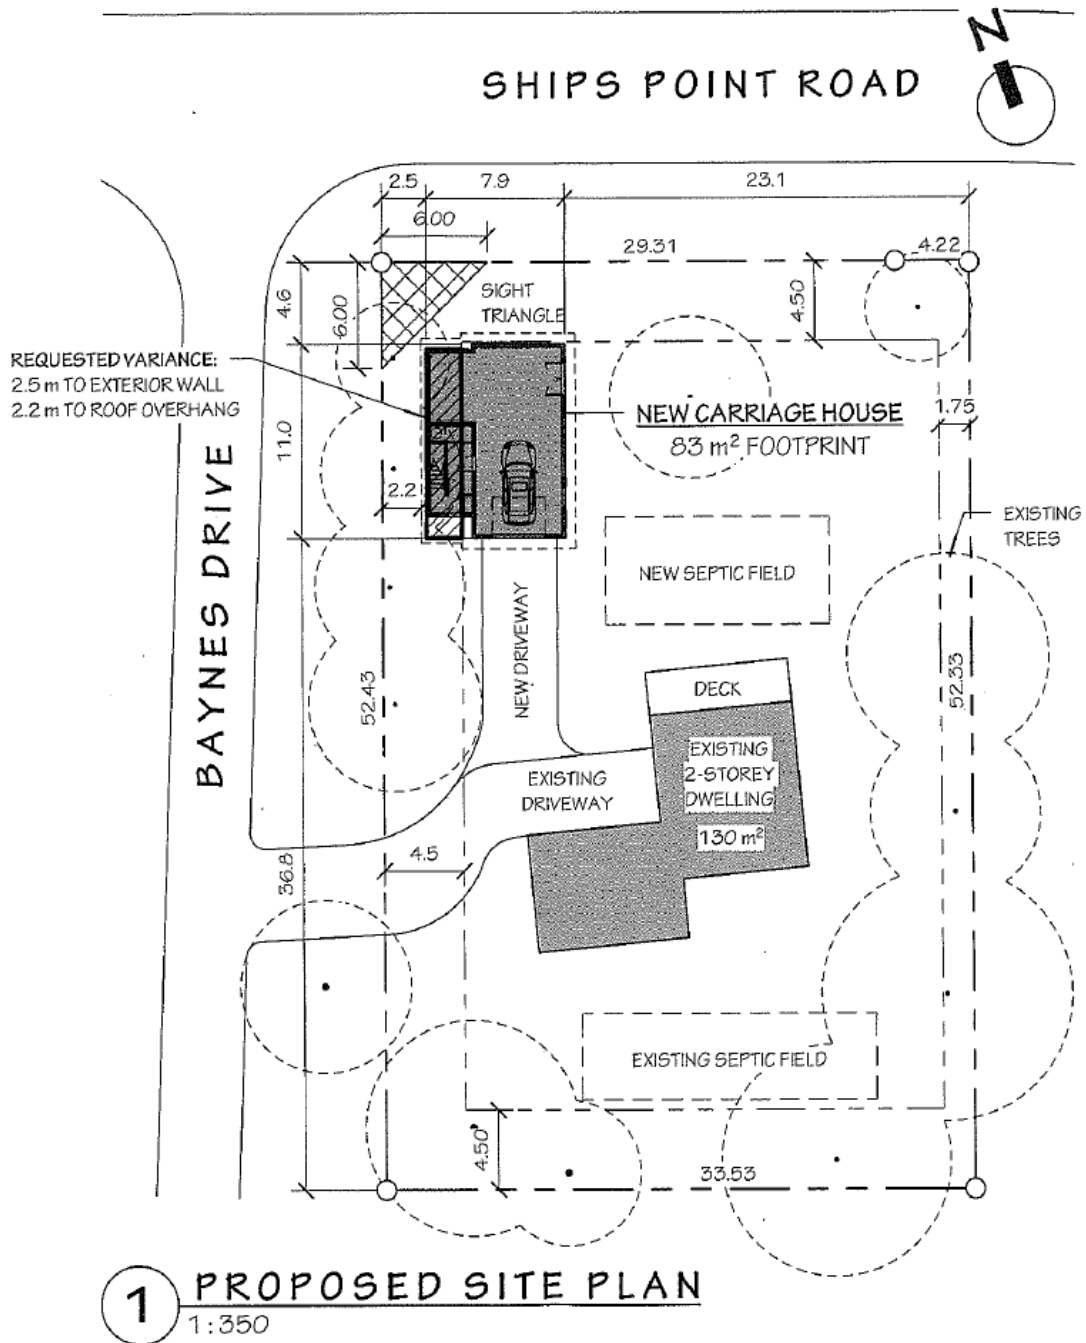 N
SHIPS POINT ROAD
2.5
7.9
23.1
6.00
29.31
4.22
4.6
6.00
SIGHT
TRIANGLE
4.50
REQUESTED VARIANCE:
2.5 m TO EXTERIOR WALL
2.2 m TO ROOF OVERHANG
NEW CARRIAGE HOUSE
83 m² FOOTPRINT
1.75
11.0
2.2
EXISTING
TREES
BAYNES DRIVE
NEW SEPTIC FIELD
NEW DRIVEWAY
52.43
52.33
DECK
EXISTING
2-STOREY
DWELLING
130 m²
EXISTING
DRIVEWAY
4.5
36.8
EXISTING SEPTIC FIELD
4.50
33.53
1 PROPOSED SITE PLAN
1:350